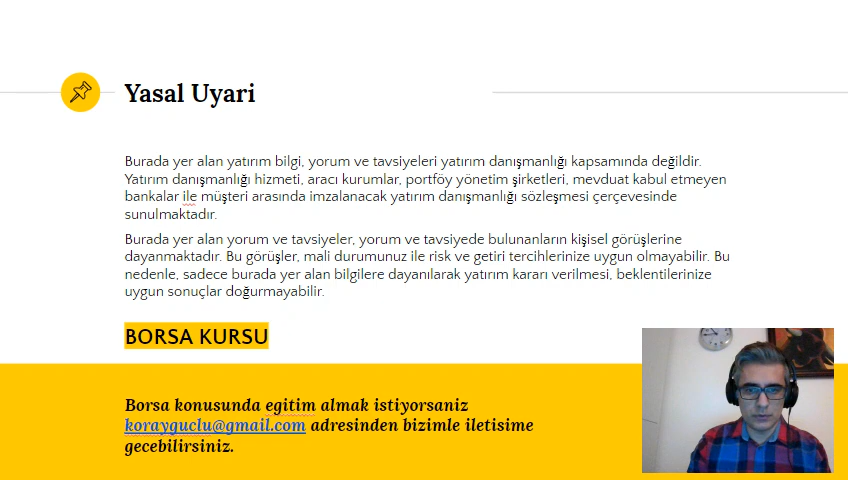 Yasal Uyari
Burada yer alan yatırım bilgi, yorum ve tavsiyeleri yatırım danışmanlığı kapsamında değildir.
Yatırım danışmanlığı hizmeti, aracı kurumlar, portföy yönetim şirketleri, mevduat kabul etmeyen
bankalar ile müşteri arasında imzalanacak yatırım danışmanlığı sözleşmesi çerçevesinde
sunulmaktadır.
Burada yer alan yorum ve tavsiyeler, yorum ve tavsiyede bulunanların kişisel görüşlerine
dayanmaktadır. Bu görüşler, mali durumunuz ile risk ve getiri tercihlerinize uygun olmayabilir. Bu
nedenle, sadece burada yer alan bilgilere dayanılarak yatırım kararı verilmesi, beklentilerinize
uygun sonuçlar doğurmayabilir.
BORSA KURSU
Borsa konusunda egitim almak istiyorsaniz
korayguclu@gmail.com adresinden bizimle iletisime
gecebilirsiniz.